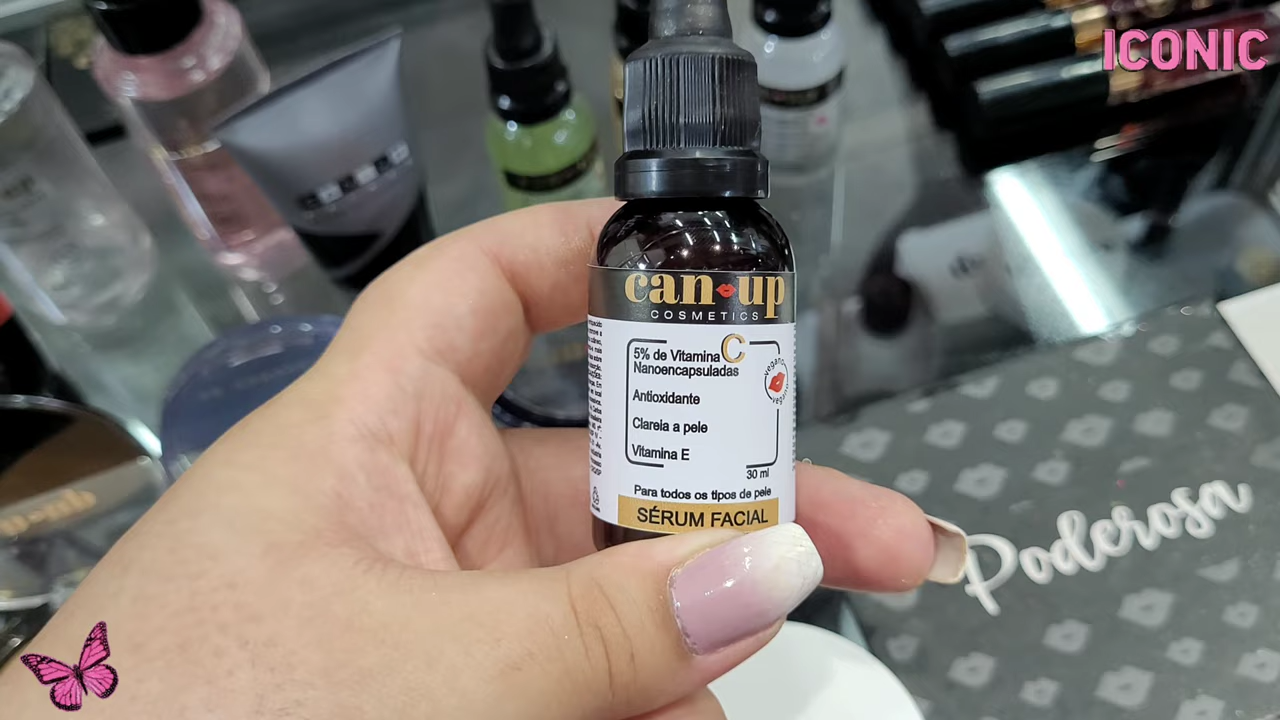 ICONIC
can up
COSMETICS
5% de Vitamina C
Nanoencapsuladas
Antioxidante
Clareia a pele
Vitamina E
vegano
vegano
30 ml
Para todos os tipos de pele
SÉRUM FACIAL
Poderosa